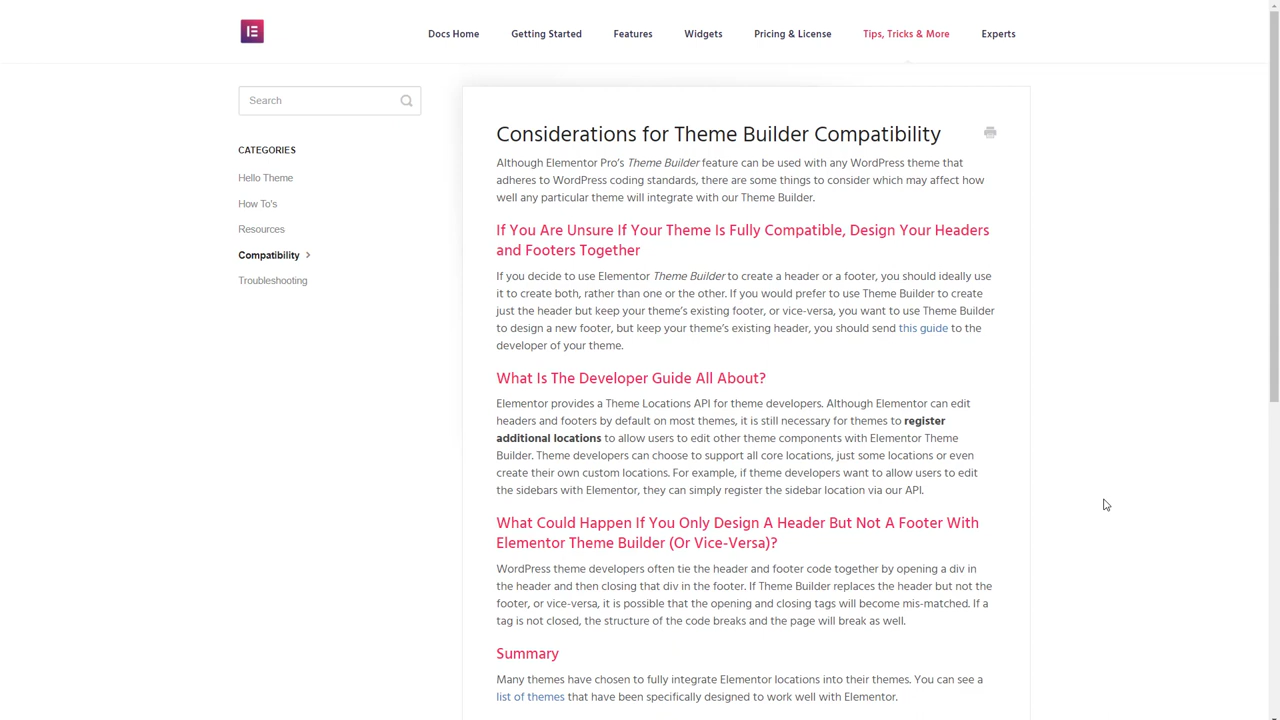 Docs Home Getting Started Features Widgets Pricing & License Tips, Tricks & More Experts
Search
CATEGORIES
Hello Theme
How To's
Resources
Compatibility
Troubleshooting
Considerations for Theme Builder Compatibility
Although Elementor Pro's Theme Builder feature can be used with any WordPress theme that
adheres to WordPress coding standards, there are some things to consider which may affect how
well any particular theme will integrate with our Theme Builder.
If You Are Unsure If Your Theme Is Fully Compatible, Design Your Headers
and Footers Together
If you decide to use Elementor Theme Builder to create a header or a footer, you should ideally use
it to create both, rather than one or the other. If you would prefer to use Theme Builder to create
just the header but keep your theme's existing footer, or vice-versa, you want to use Theme Builder
to design a new footer, but keep your theme's existing header, you should send this guide to the
developer of your theme.
What Is The Developer Guide All About?
Elementor provides a Theme Locations API for theme developers. Although Elementor can edit
headers and footers by default on most themes, it is still necessary for themes to register
additional locations to allow users to edit other theme components with Elementor Theme
Builder. Theme developers can choose to support all core locations, just some locations or even
create their own custom locations. For example, if theme developers want to allow users to edit
the sidebars with Elementor, they can simply register the sidebar location via our API.
What Could Happen If You Only Design A Header But Not A Footer With
Elementor Theme Builder (Or Vice-Versa)?
WordPress theme developers often tie the header and footer code together by opening a div in
the header and then closing that div in the footer. If Theme Builder replaces the header but not the
footer, or vice-versa, it is possible that the opening and closing tags will become mis-matched. If a
tag is not closed, the structure of the code breaks and the page will break as well.
Summary
Many themes have chosen to fully integrate Elementor locations into their themes. You can see a
list of themes that have been specifically designed to work well with Elementor.